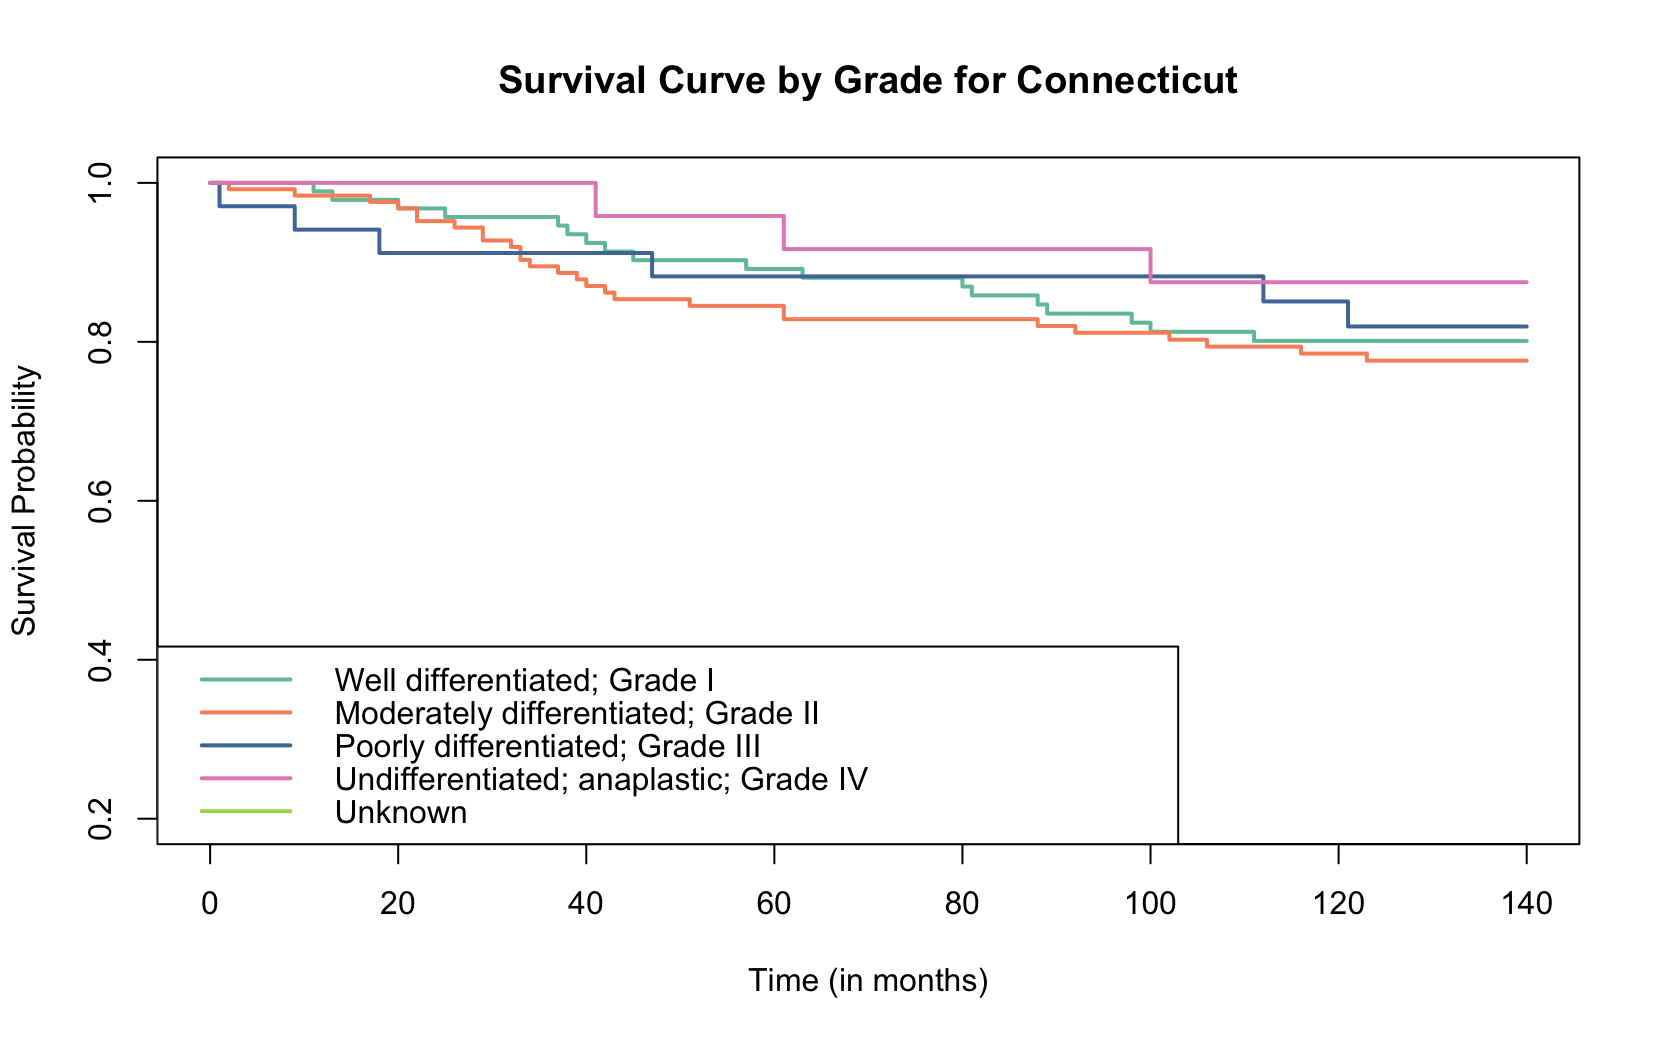 Survival Curve by Grade for Connecticut
Survival Probability
1.0
0.8
0.6
0.4
0.2
Well differentiated; Grade I
Moderately differentiated; Grade II
Poorly differentiated; Grade III
Undifferentiated; anaplastic; Grade IV
Unknown
0 20 40 60 80 100 120 140
Time (in months)